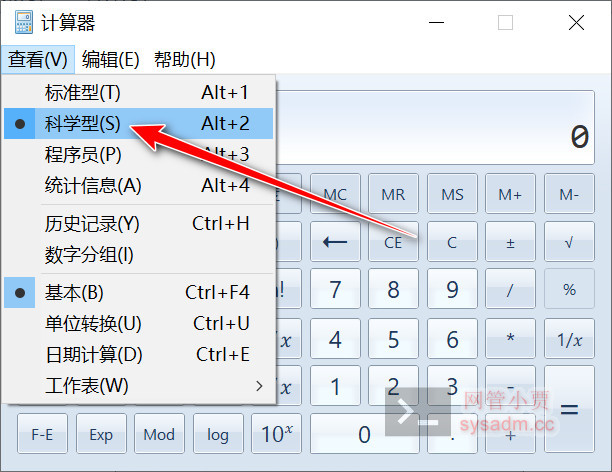 计算器
查看(V) 编辑(E) 帮助(H)
标准型(T) Alt+1
科学型(S) Alt+2
程序员(P) Alt+3
统计信息(A) Alt+4
历史记录(Y) Ctrl+H
数字分组(I)
基本(B) Ctrl+F4
单位转换(U) Ctrl+U
日期计算(D) Ctrl+E
工作表(W)
0
MC MR MS M+ M-
← CE C ± √
7 8 9 / %
4 5 6 * 1/x
1 2 3 -
=
F-E Exp Mod log 10ˣ 0 . +
网管小贾
sysadm.cc